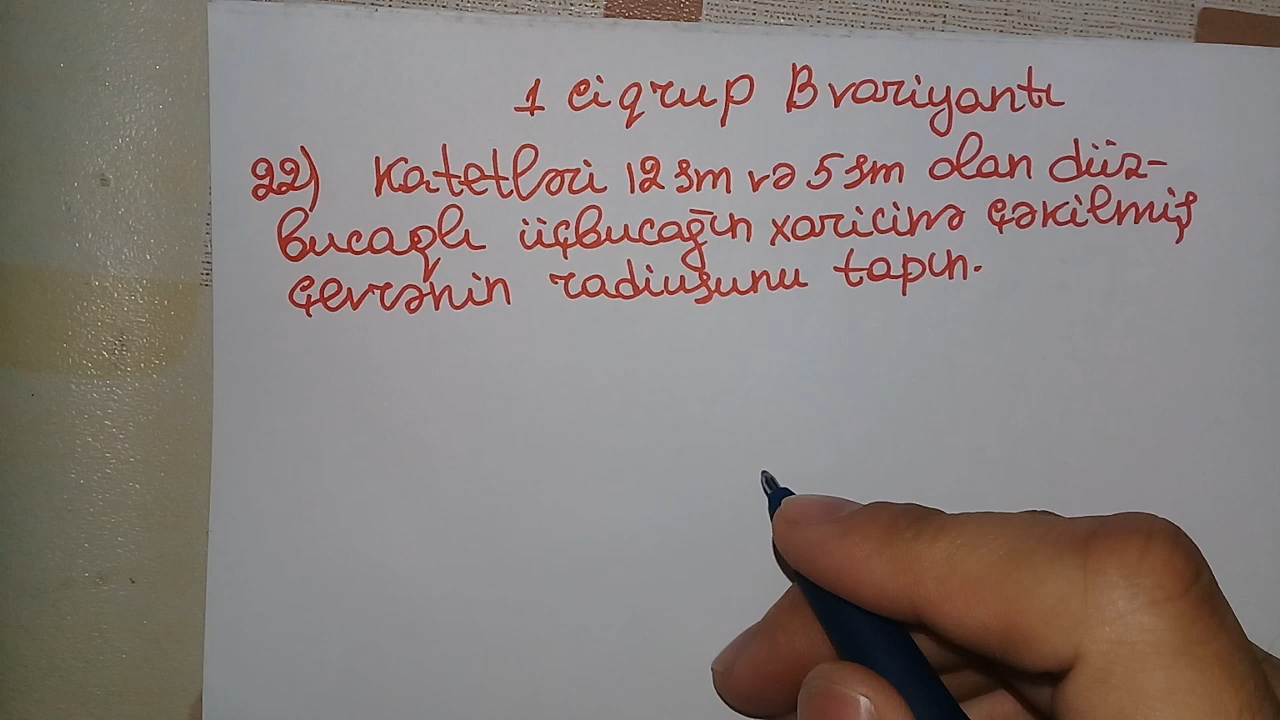 1 ci qrup B variyantı
22) Katetləri 12 sm və 5 sm olan düz-
bucaqlı üçbucağın xaricinə çəkilmiş
çevrənin radiusunu tapın.